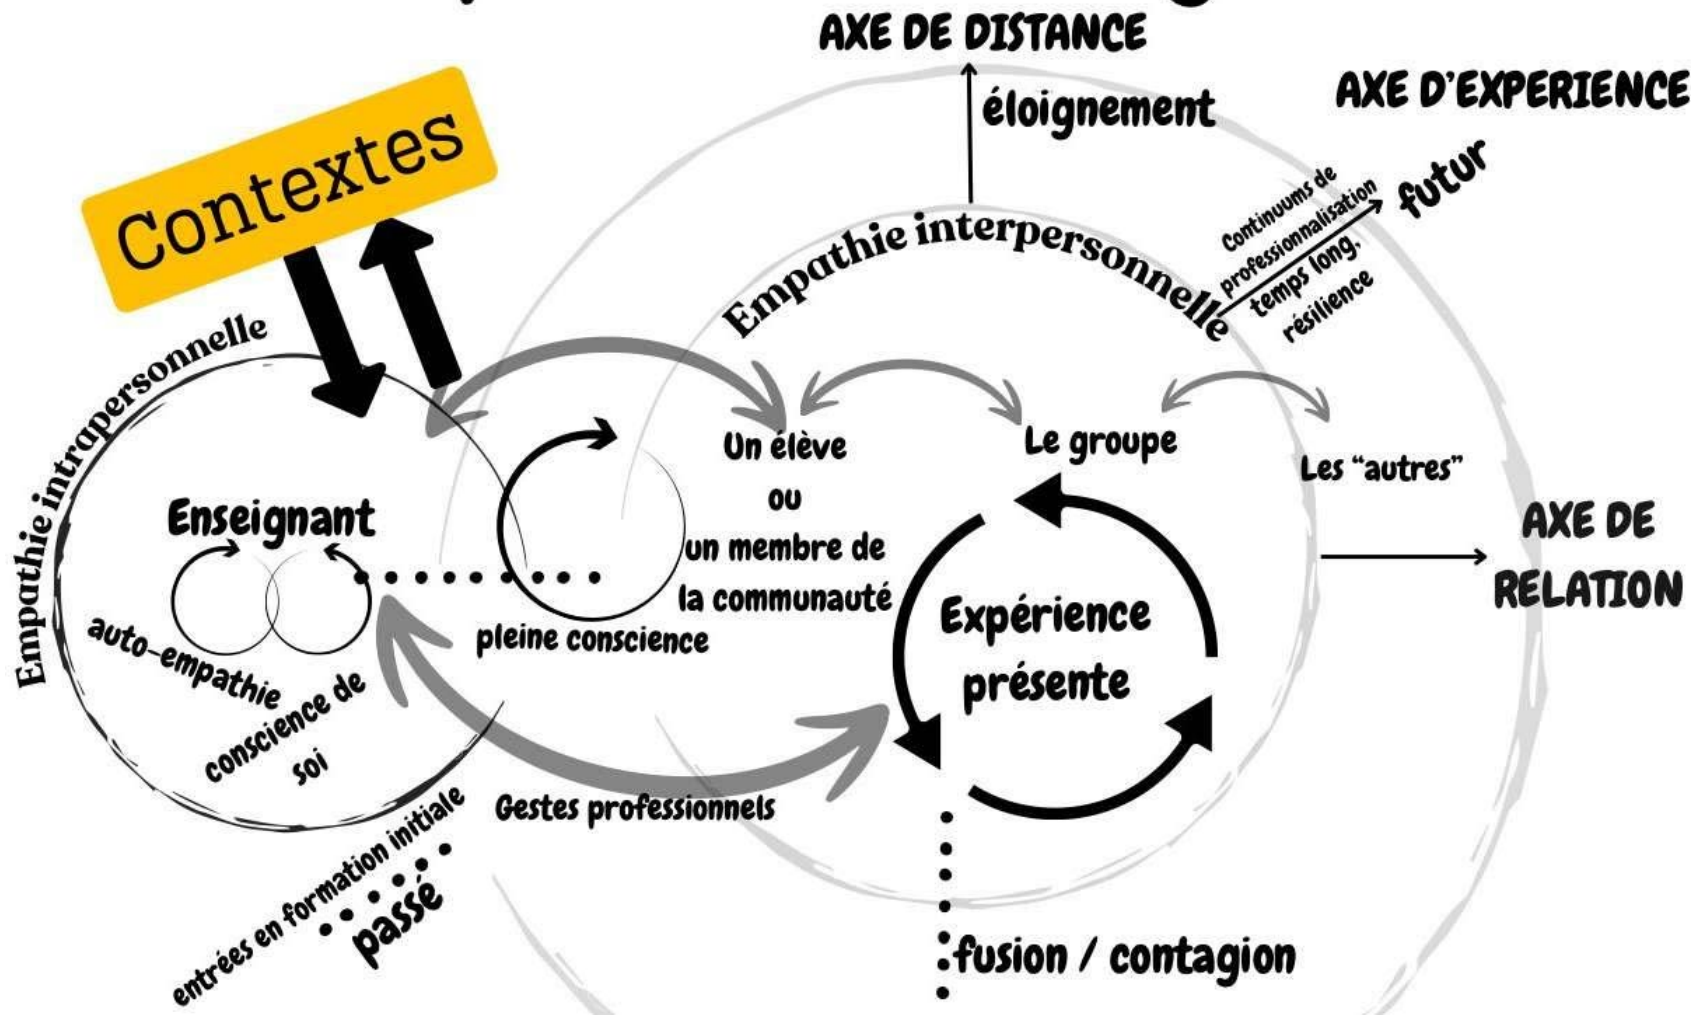 AXE DE DISTANCE
éloignement
AXE D'EXPERIENCE
futur
Continuums de
professionnalisation
temps long,
résilience
Contextes
Empathie interpersonnelle
Empathie intrapersonnelle
Un élève
ou
un membre de
la communauté
Le groupe
Les “autres”
Enseignant
auto-empathie
conscience de
soi
pleine conscience
Expérience
présente
AXE DE
RELATION
Gestes professionnels
entrées en formation initiale
passé
fusion / contagion